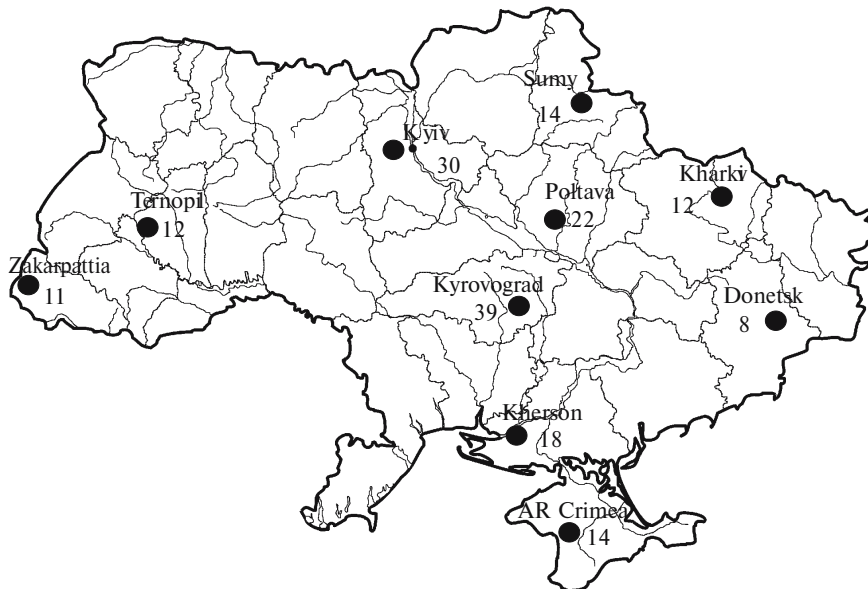 Sumy
14
Kyiv
30
Kharkiv
12
Poltava
22
Ternopil
12
Zakarpattia
11
Kyrovograd
39
Donetsk
8
Kherson
18
AR Crimea
14